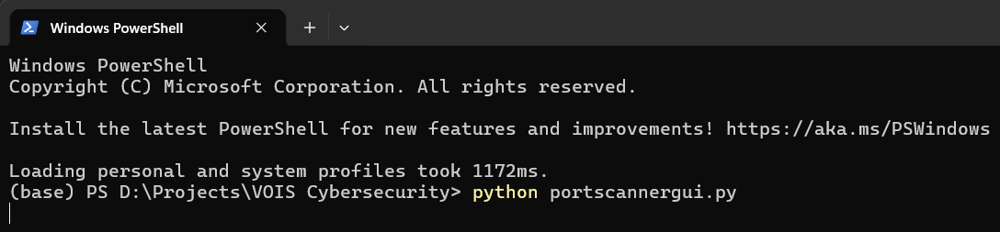 Windows PowerShell
Windows PowerShell
Copyright (C) Microsoft Corporation. All rights reserved.
Install the latest PowerShell for new features and improvements! https://aka.ms/PSWindows
Loading personal and system profiles took 1172ms.
(base) PS D:\Projects\VOIS Cybersecurity> python portscannergui.py